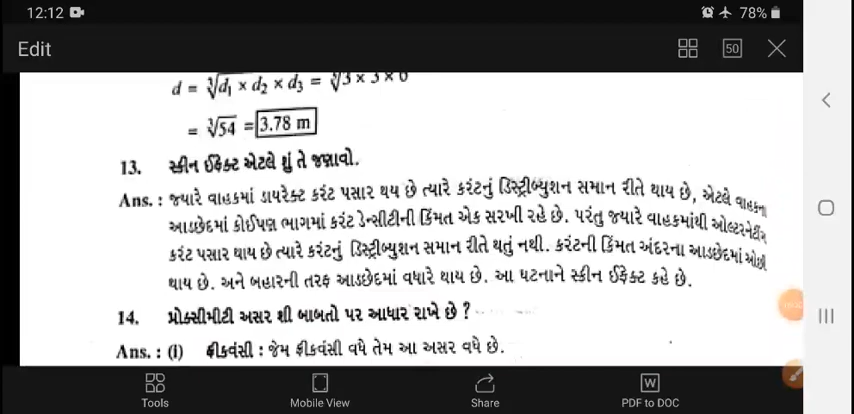 12:12 78%
Edit 50
d = ∛d₁ × d₂ × d₃ = ∛3 × 3 × 6
= ∛54 = 3.78 m
13. સ્કીન ઈફેક્ટ એટલે શું તે જણાવો.
Ans. : જ્યારે વાહકમાં ડાયરેક્ટ કરંટ પસાર થાય છે ત્યારે કરંટનું ડિસ્ટ્રીબ્યુશન સમાન રીતે થાય છે, એટલે વાહકના
આડછેદમાં કોઈપણ ભાગમાં કરંટ ડેન્સીટીની કિંમત એક સરખી રહે છે. પરંતુ જ્યારે વાહકમાંથી ઓલ્ટરનેટીંગ
કરંટ પસાર થાય છે ત્યારે કરંટનું ડિસ્ટ્રીબ્યુશન સમાન રીતે થતું નથી. કરંટની કિંમત અંદરના આડછેદમાં ઓછી
થાય છે. અને બહારની તરફ આડછેદમાં વધારે થાય છે. આ ઘટનાને સ્કીન ઈફેક્ટ કહે છે.
14. પ્રોક્સીમીટી અસર શી બાબતો પર આધાર રાખે છે ?
Ans. : (i) ફ્રીકવંસી : જેમ ફ્રીકવંસી વધે તેમ આ અસર વધે છે.
Tools Mobile View Share W PDF to DOC